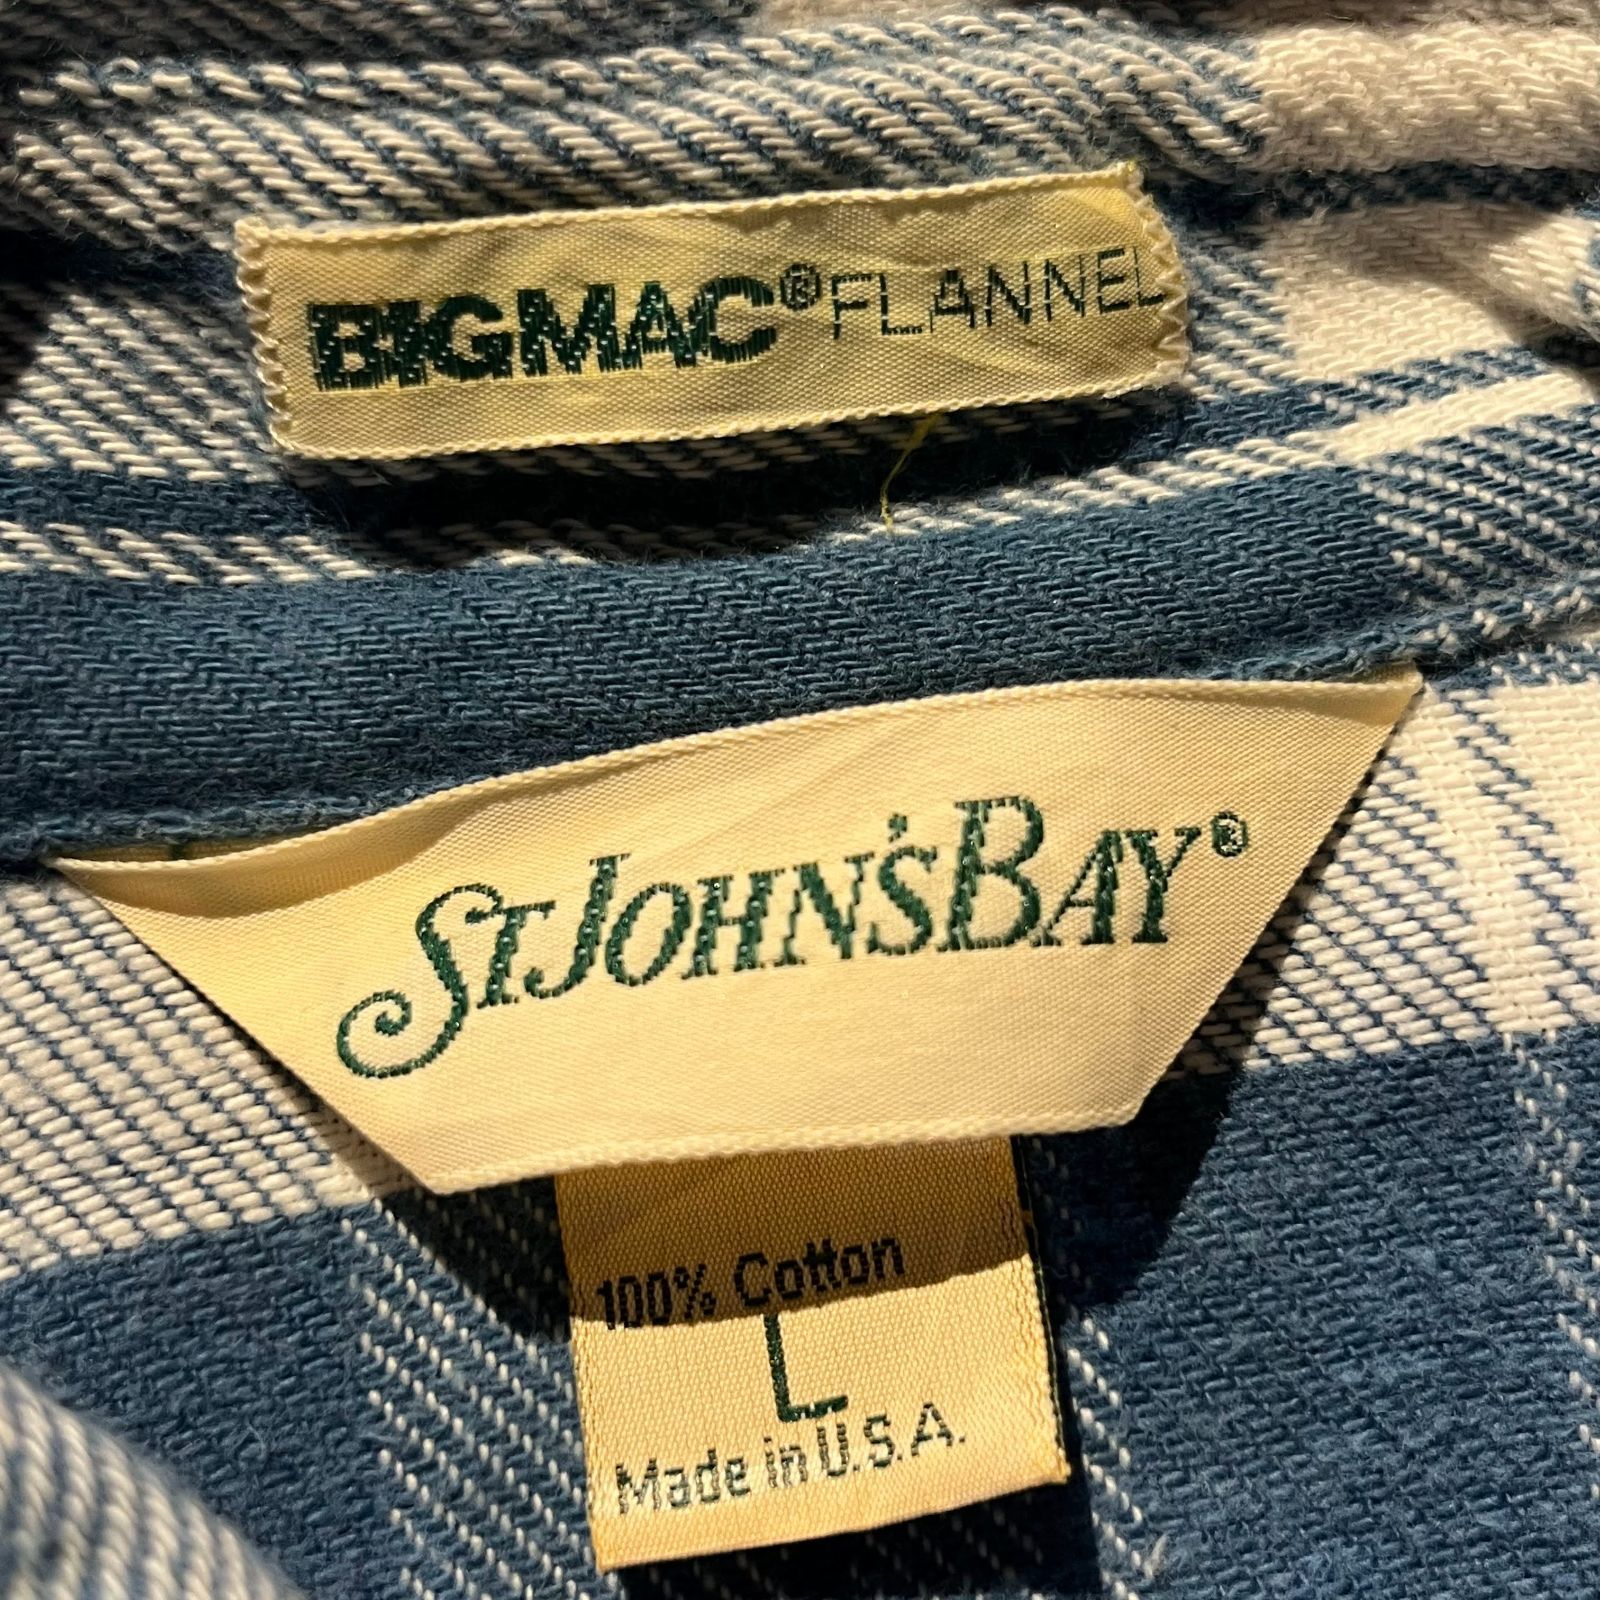 BIGMAC® FLANNEL
ST JOHN'S BAY®
100% Cotton
L
Made in U.S.A.